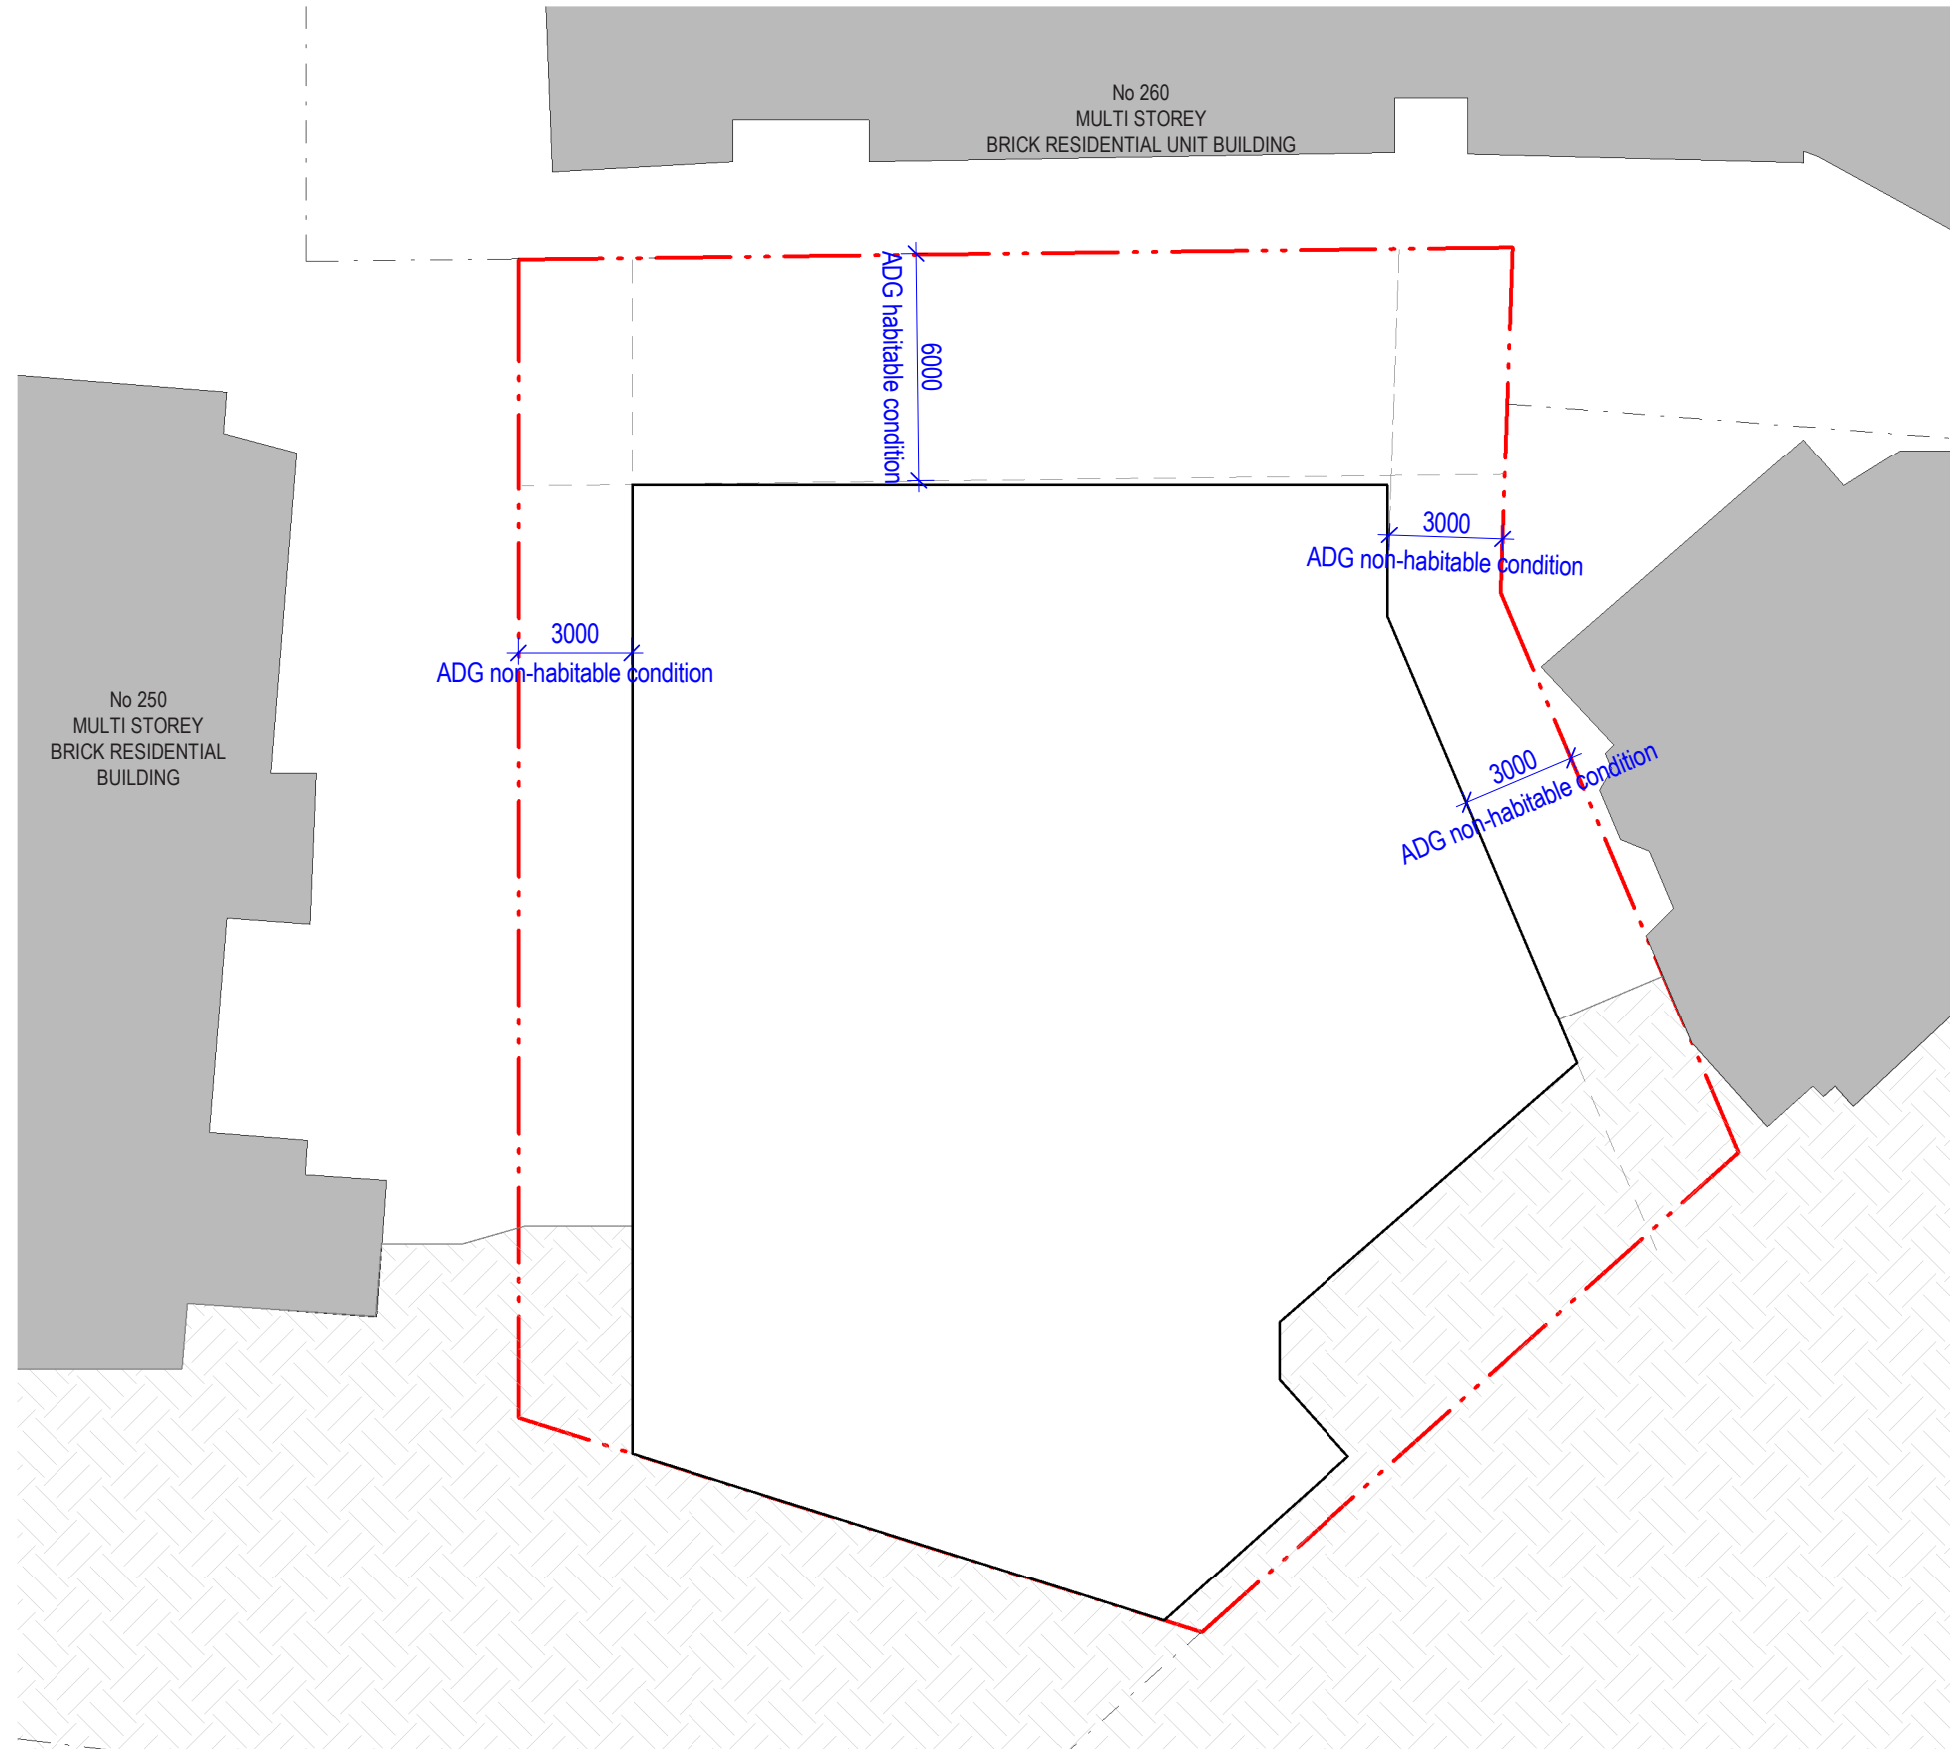 No 260
MULTI STOREY
BRICK RESIDENTIAL UNIT BUILDING
ADG habitable condition
6000
3000
ADG non-habitable condition
3000
ADG non-habitable condition
No 250
MULTI STOREY
BRICK RESIDENTIAL
BUILDING
3000
ADG non-habitable condition